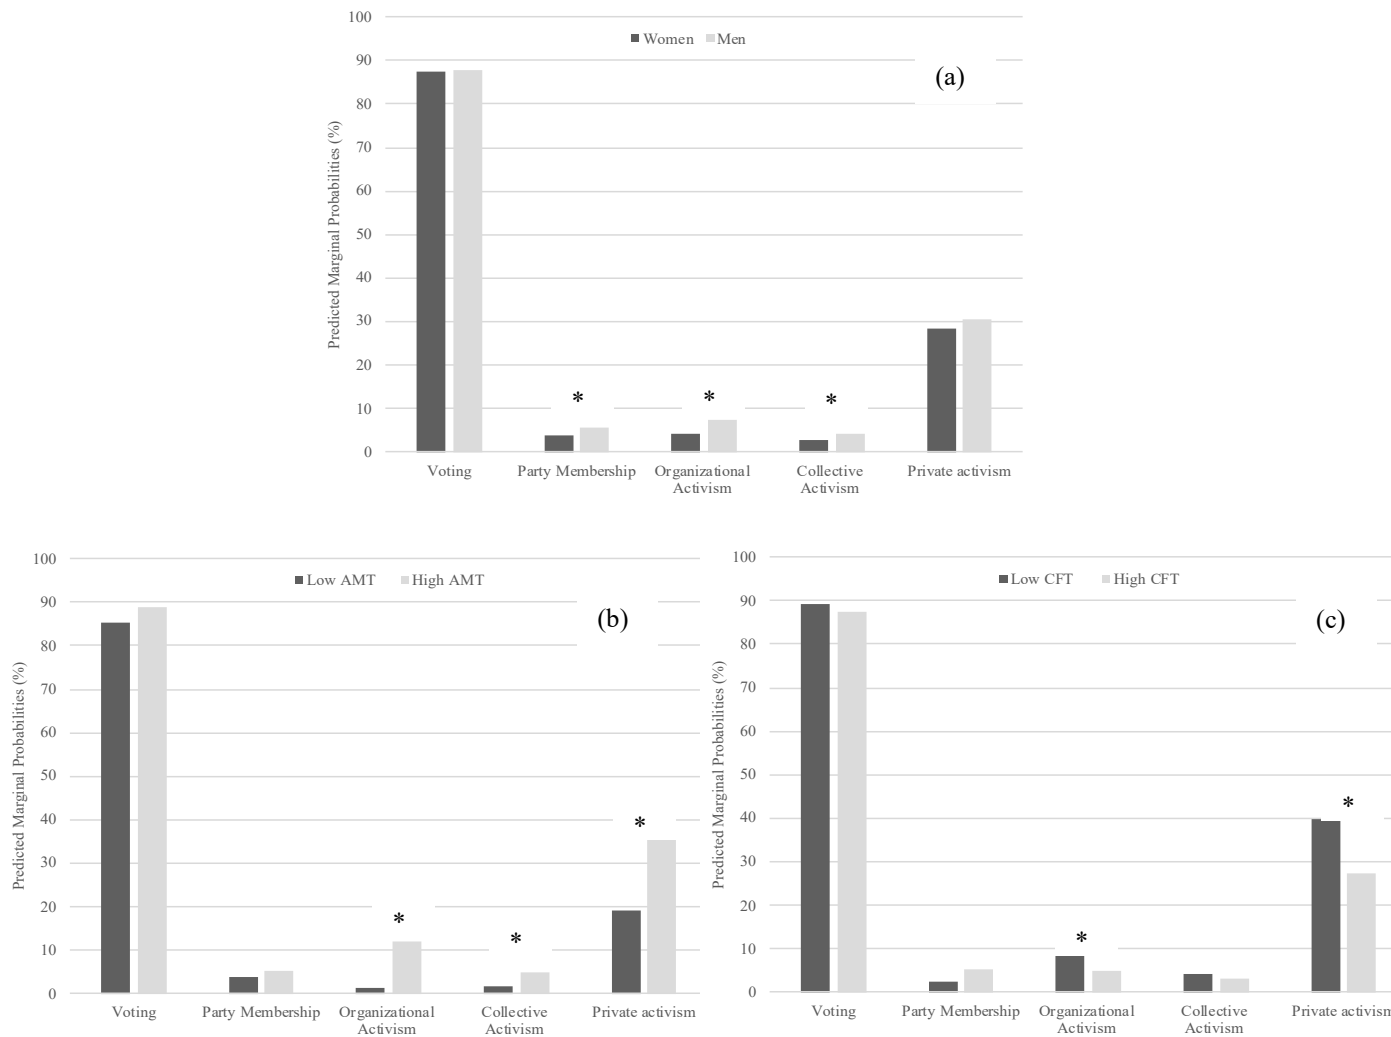 100
Women Men
90
(a)
80
70
60
50
40
30
20
10
0
Predicted Marginal Probabilities (%)
* * *
Voting Party Membership Organizational Collective Private activism
Activism Activism
100
Low AMT High AMT
90
(b)
80
70
60
50
40
30
20
10
0
Predicted Marginal Probabilities (%)
*
* *
Voting Party Membership Organizational Collective Private activism
Activism Activism
100
Low CFT High CFT
90
(c)
80
70
60
50
40
30
20
10
0
Predicted Marginal Probabilities (%)
*
*
Voting Party Membership Organizational Collective Private activism
Activism Activism